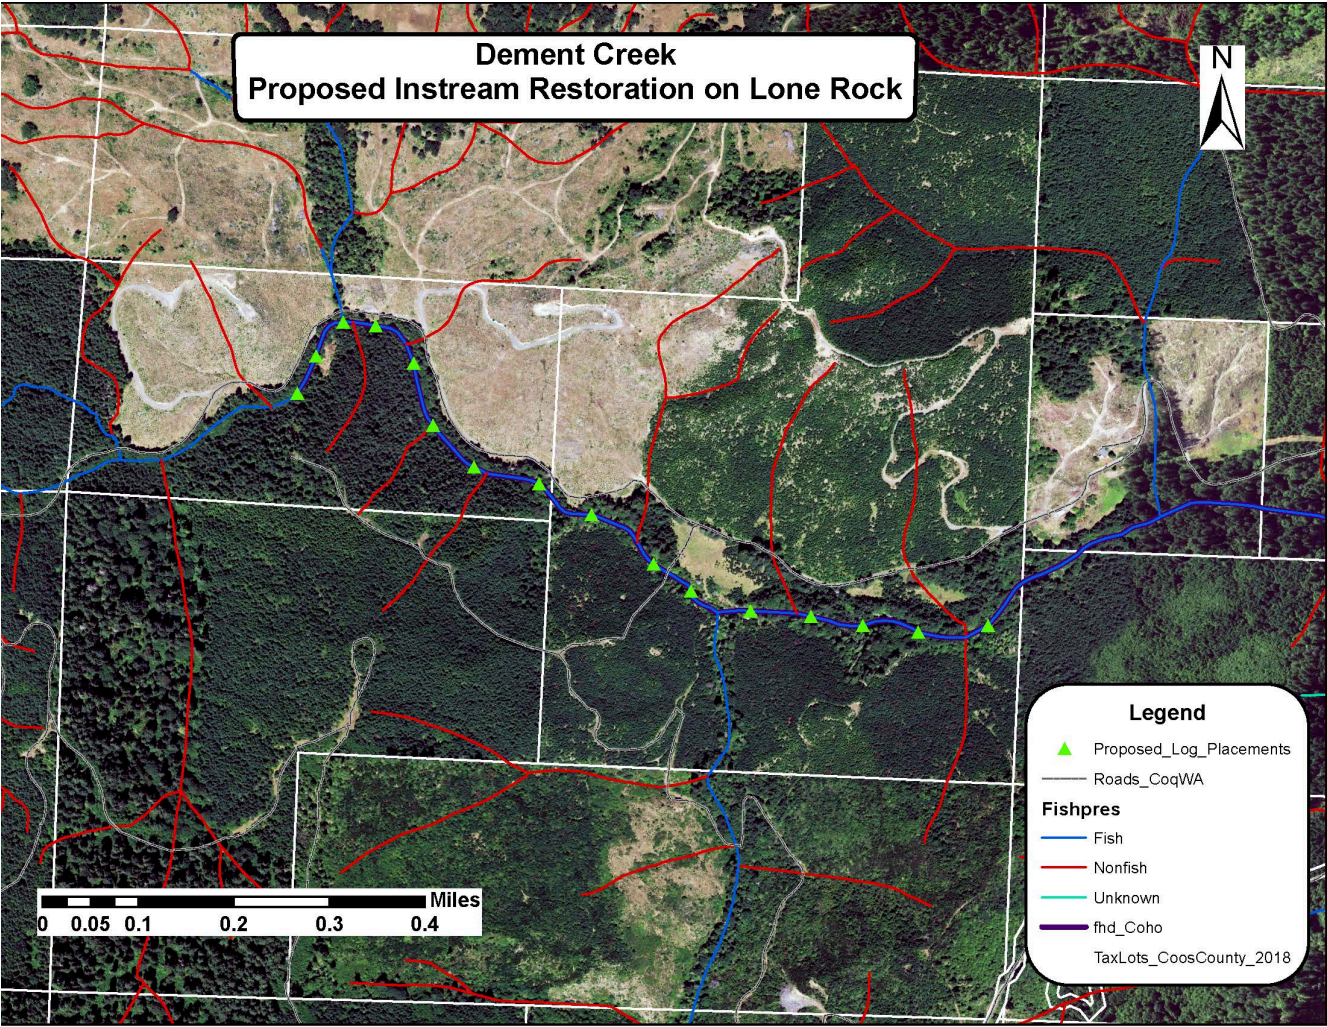 Dement Creek
Proposed Instream Restoration on Lone Rock
N
Legend
Proposed_Log_Placements
Roads_CoqWA
Fishpres
Fish
Nonfish
Unknown
fhd_Coho
TaxLots_CoosCounty_2018
Miles
0 0.05 0.1 0.2 0.3 0.4